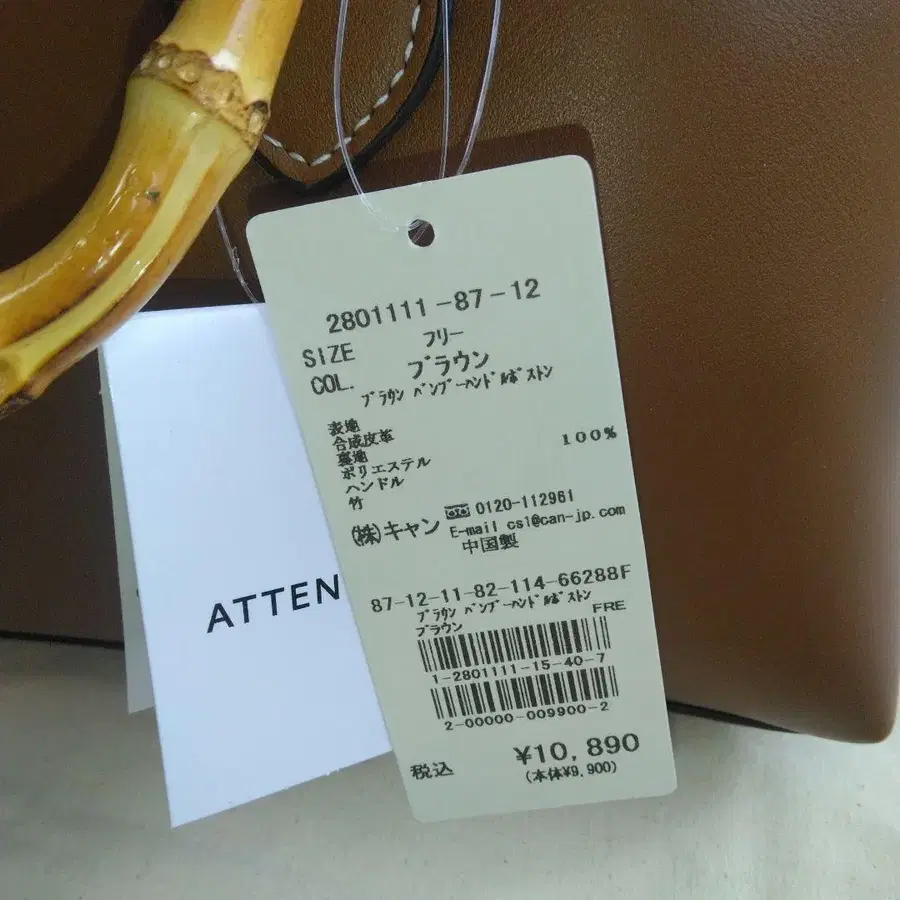 2801111-87-12
SIZE フリー
COL. ブラウン
ブラウン バンブーハンドルボストン
表地
合成皮革 100%
裏地
ポリエステル
ハンドル
竹
(株)キャン 0120-112961
E-mail cs1@can-jp.com
中国製
87-12-11-82-114-66288F
ブラウン バンブーハンドルボストン
ブラウン FRE
1-2801111-15-40-7
2-00000-009900-2
税込 ¥10,890
(本体¥9,900)
ATTEN